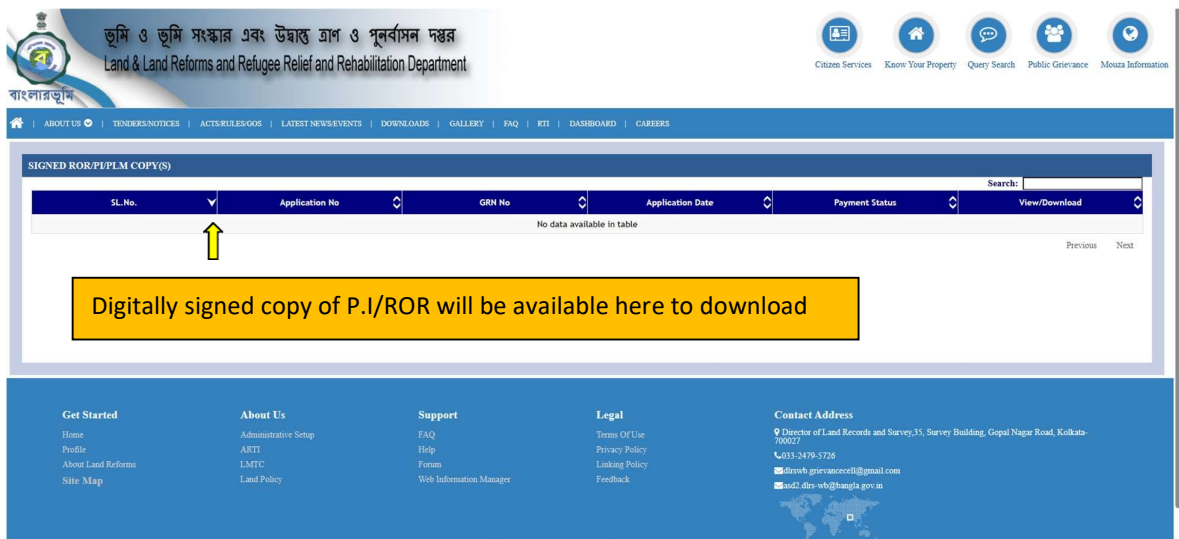 ভূমি ও ভূমি সংস্কার এবং উদ্বাস্তু ত্রাণ ও পুনর্বাসন দপ্তর
Land & Land Reforms and Refugee Relief and Rehabilitation Department
বাংলারভূমি
Citizen Services Know Your Property Query Search Public Grievance Mouza Information
| ABOUT US | TENDERS/NOTICES | ACTS/RULES/GOS | LATEST NEWS/EVENTS | DOWNLOADS | GALLERY | FAQ | RTI | DASHBOARD | CAREERS
SIGNED ROR/PI/PLM COPY(S)
Search:
SL.No. Application No GRN No Application Date Payment Status View/Download
No data available in table
Previous Next
Digitally signed copy of P.I/ROR will be available here to download
Get Started About Us Support Legal Contact Address
Home Administrative Setup FAQ Terms Of Use Director of Land Records and Survey,35, Survey Building, Gopal Nagar Road, Kolkata-
700027
Profile ARTI Help Privacy Policy 033-2479-5726
About Land Reforms LMTC Forum Linking Policy dlrswb.grievancecell@gmail.com
Site Map Land Policy Web Information Manager Feedback asd2.dlrs-wb@bangla.gov.in